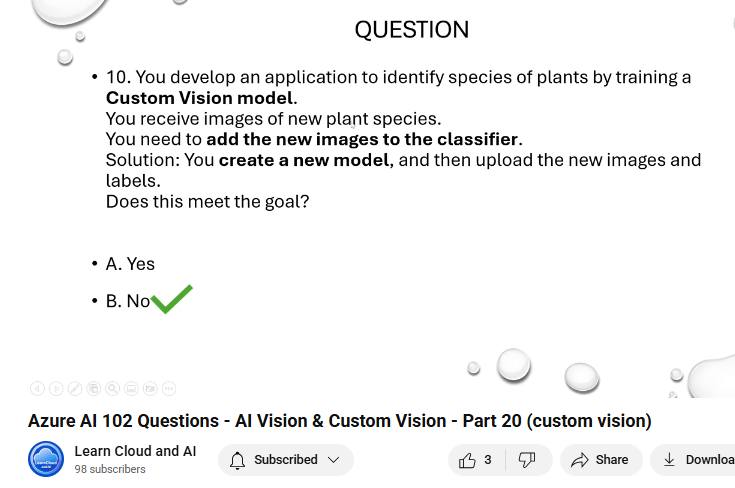 QUESTION
• 10. You develop an application to identify species of plants by training a
Custom Vision model.
You receive images of new plant species.
You need to add the new images to the classifier.
Solution: You create a new model, and then upload the new images and
labels.
Does this meet the goal?
• A. Yes
• B. No
Azure AI 102 Questions - AI Vision & Custom Vision - Part 20 (custom vision)
Learn Cloud and AI
98 subscribers
Subscribed
3
Share
Downloa